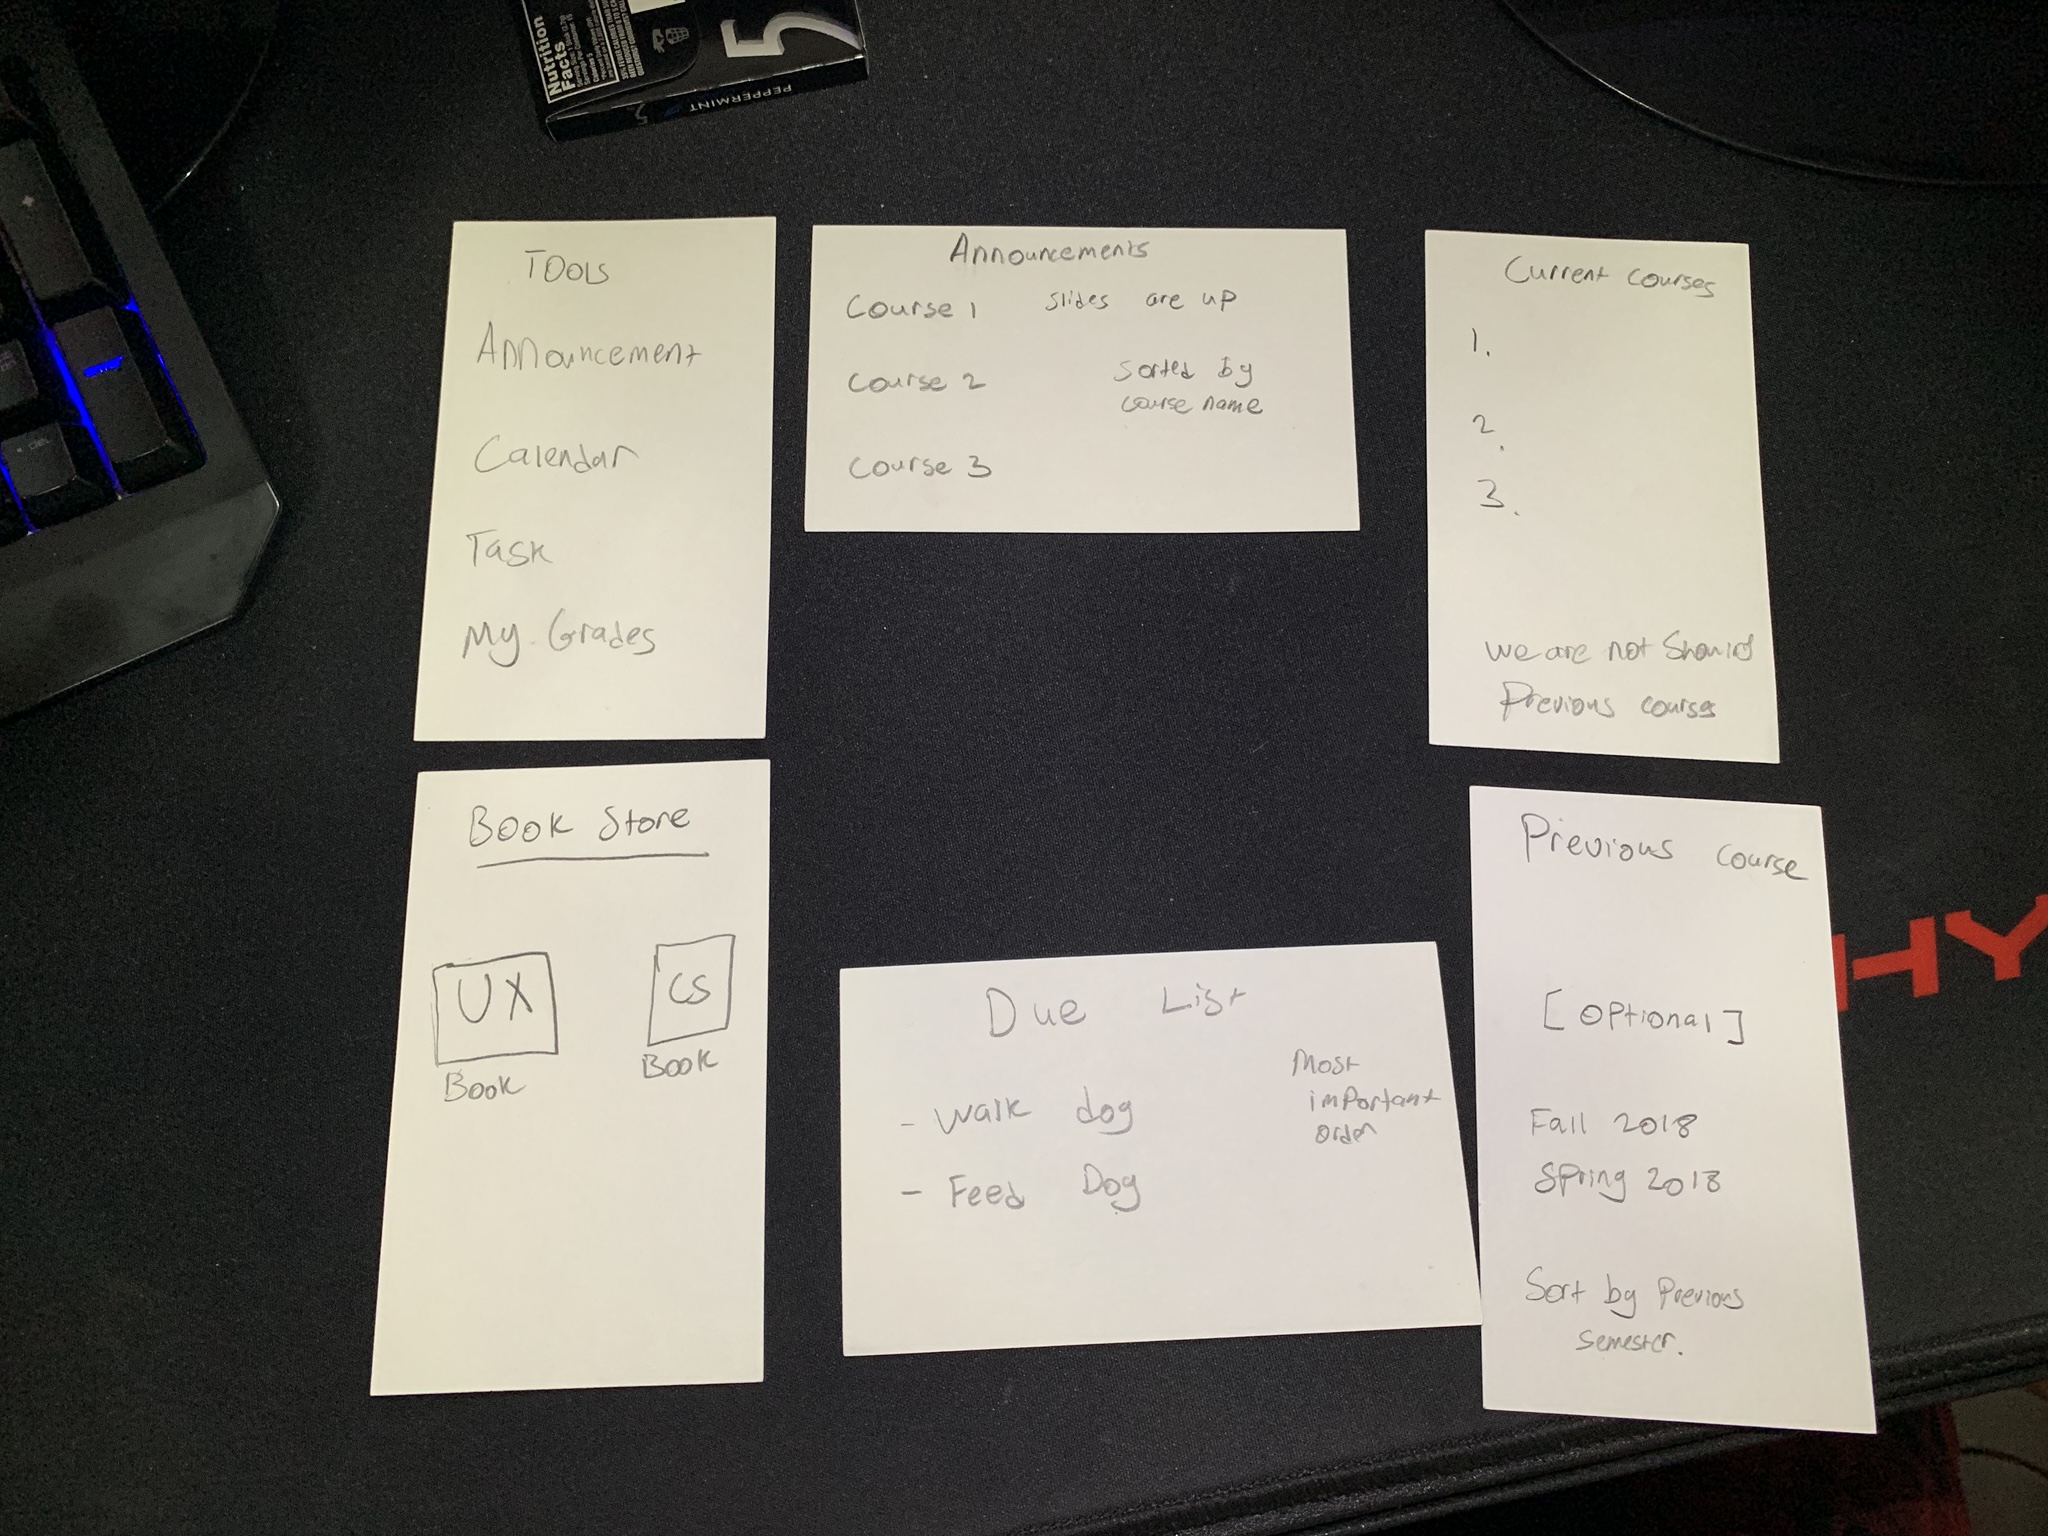 Nutrition
Facts
5
PEPPERMINT
5
del
TOOLS
Announcement
Calendar
Task
My Grades
Announcements
Course 1 slides are up
Course 2 sorted by
course name
Course 3
Current courses
1.
2.
3.
we are not Showing
Previous courses
Book Store
UX
Book
CS
Book
Due List
- Walk dog
- Feed Dog
Most
important
order
Previous course
[Optional]
Fall 2018
Spring 2018
Sort by Previous
semester.
HY